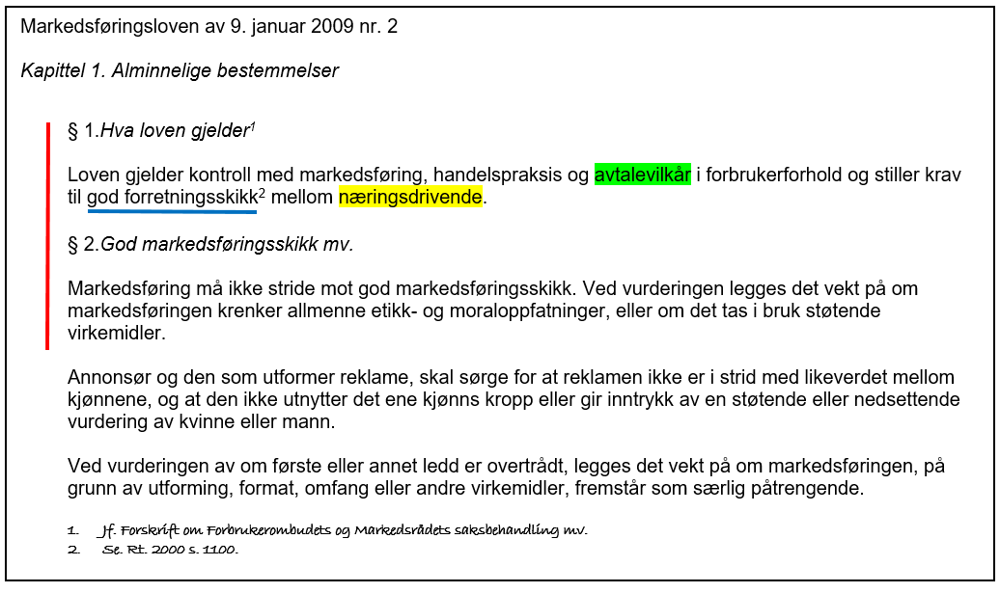 Markedsføringsloven av 9. januar 2009 nr. 2
Kapittel 1. Alminnelige bestemmelser
§ 1.Hva loven gjelder1
Loven gjelder kontroll med markedsføring, handelspraksis og avtalevilkår i forbrukerforhold og stiller krav
til god forretningsskikk2 mellom næringsdrivende.
§ 2.God markedsføringsskikk mv.
Markedsføring må ikke stride mot god markedsføringsskikk. Ved vurderingen legges det vekt på om
markedsføringen krenker allmenne etikk- og moraloppfatninger, eller om det tas i bruk støtende
virkemidler.
Annonsør og den som utformer reklame, skal sørge for at reklamen ikke er i strid med likeverdet mellom
kjønnene, og at den ikke utnytter det ene kjønns kropp eller gir inntrykk av en støtende eller nedsettende
vurdering av kvinne eller mann.
Ved vurderingen av om første eller annet ledd er overtrådt, legges det vekt på om markedsføringen, på
grunn av utforming, format, omfang eller andre virkemidler, fremstår som særlig påtrengende.
1. Jf. Forskrift om Forbrukerombudets og Markedsrådets saksbehandling mv.
2. Se. Rt. 2000 s. 1100.